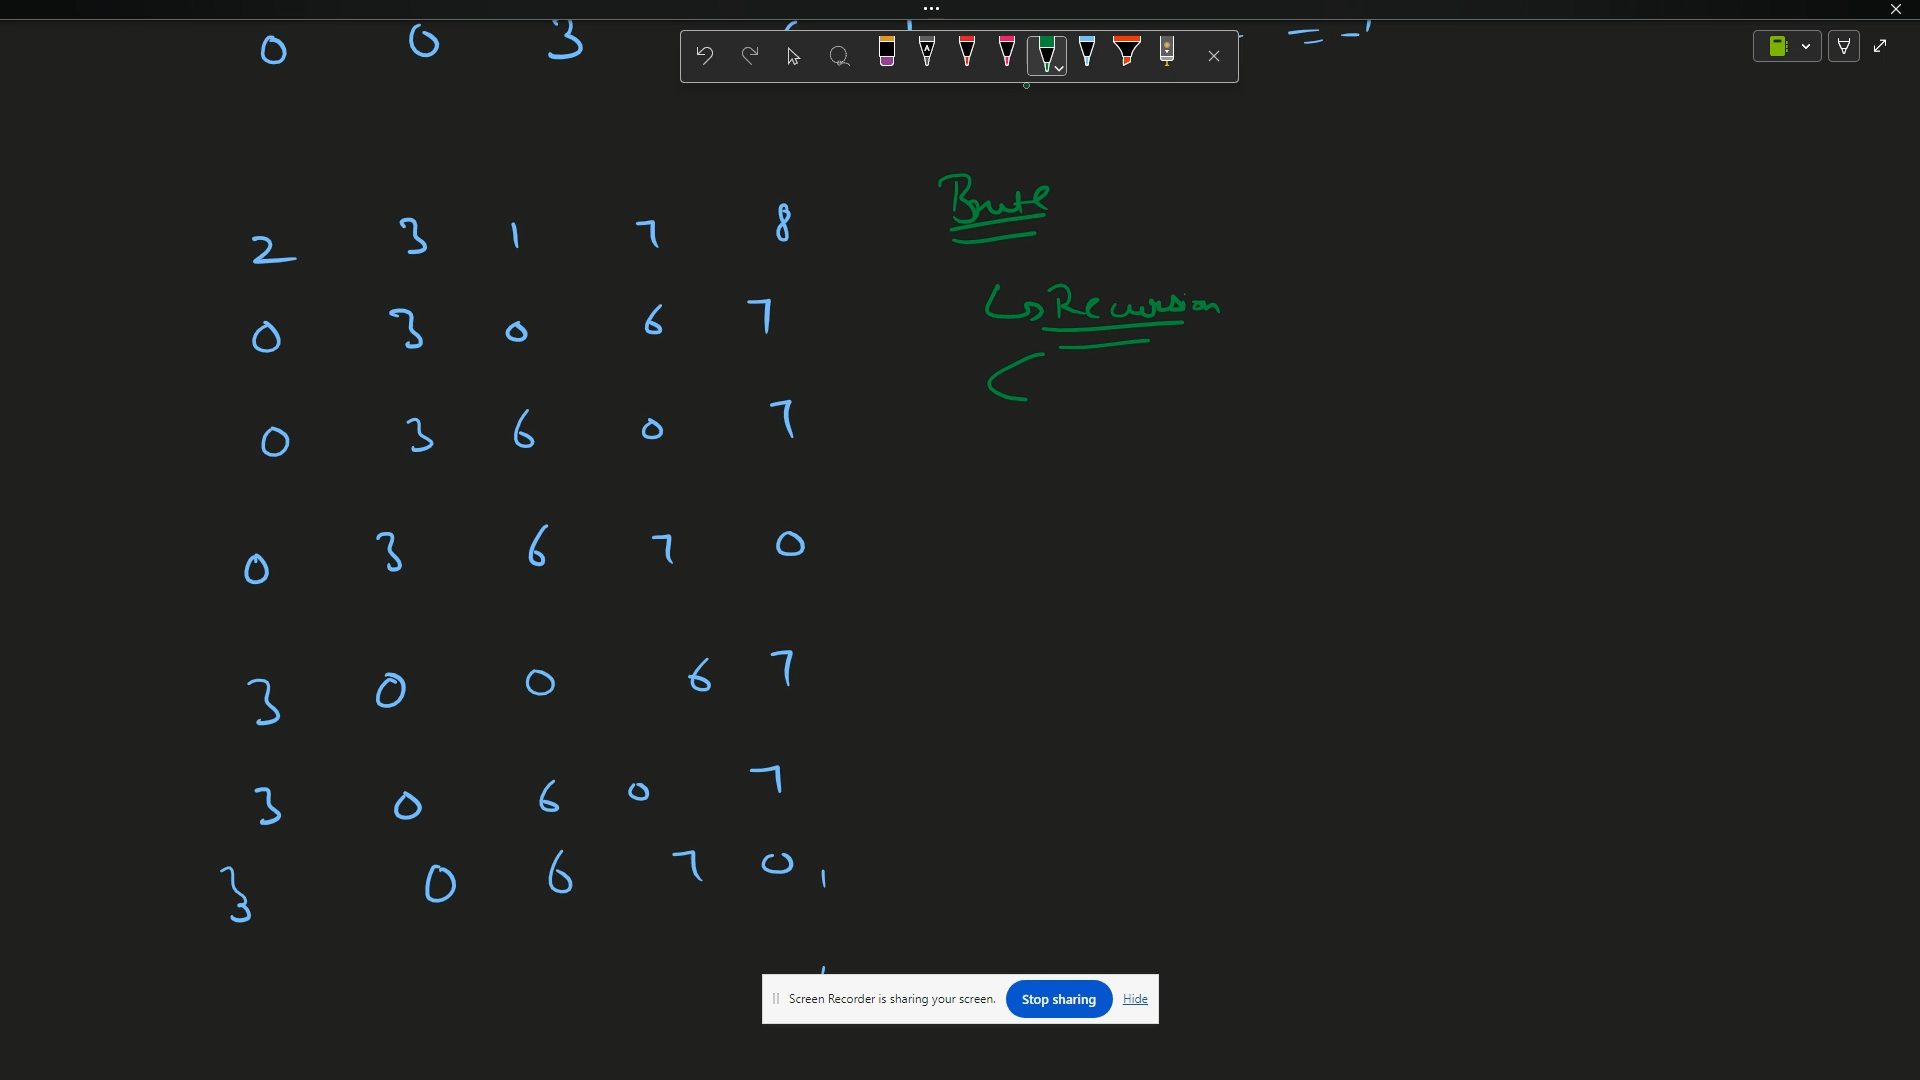 0 0 3
2 3 1 7 8
Brute
0 3 0 6 7
↳ Recursion
0 3 6 0 7
0 3 6 7 0
3 0 0 6 7
3 0 6 0 7
3 0 6 7 0
Screen Recorder is sharing your screen. Stop sharing Hide